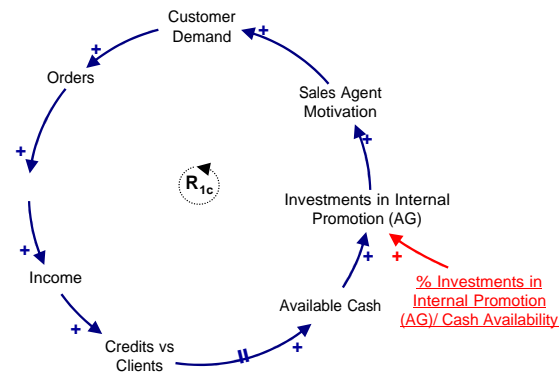 Customer
Demand
+
+
Orders
Sales Agent
Motivation
+
+
R1c
Investments in Internal
Promotion (AG)
+
+
+
Income
% Investments in
Internal Promotion
(AG)/ Cash Availability
Available Cash
+
+
Credits vs
Clients